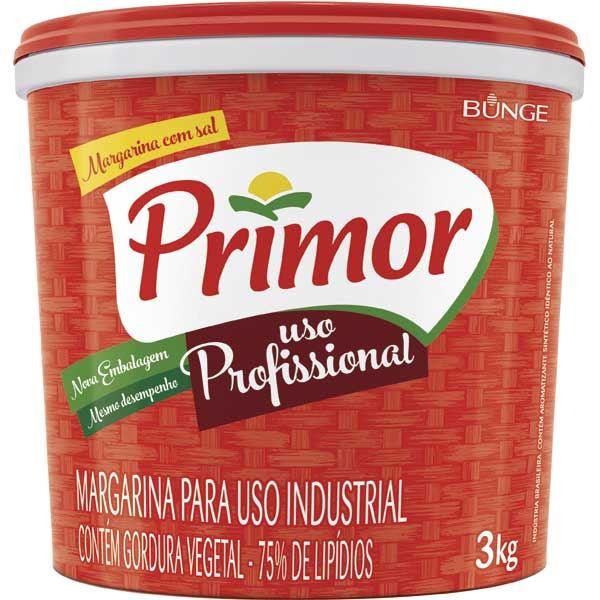 BUNGE
Margarina com sal
Primor
uso
Profissional
Nova Embalagem
Mesmo desempenho
MARGARINA PARA USO INDUSTRIAL
CONTÉM GORDURA VEGETAL - 75% DE LIPÍDIOS
3kg
INDÚSTRIA BRASILEIRA. CONTÉM AROMATIZANTE SINTÉTICO IDÊNTICO AO NATURAL